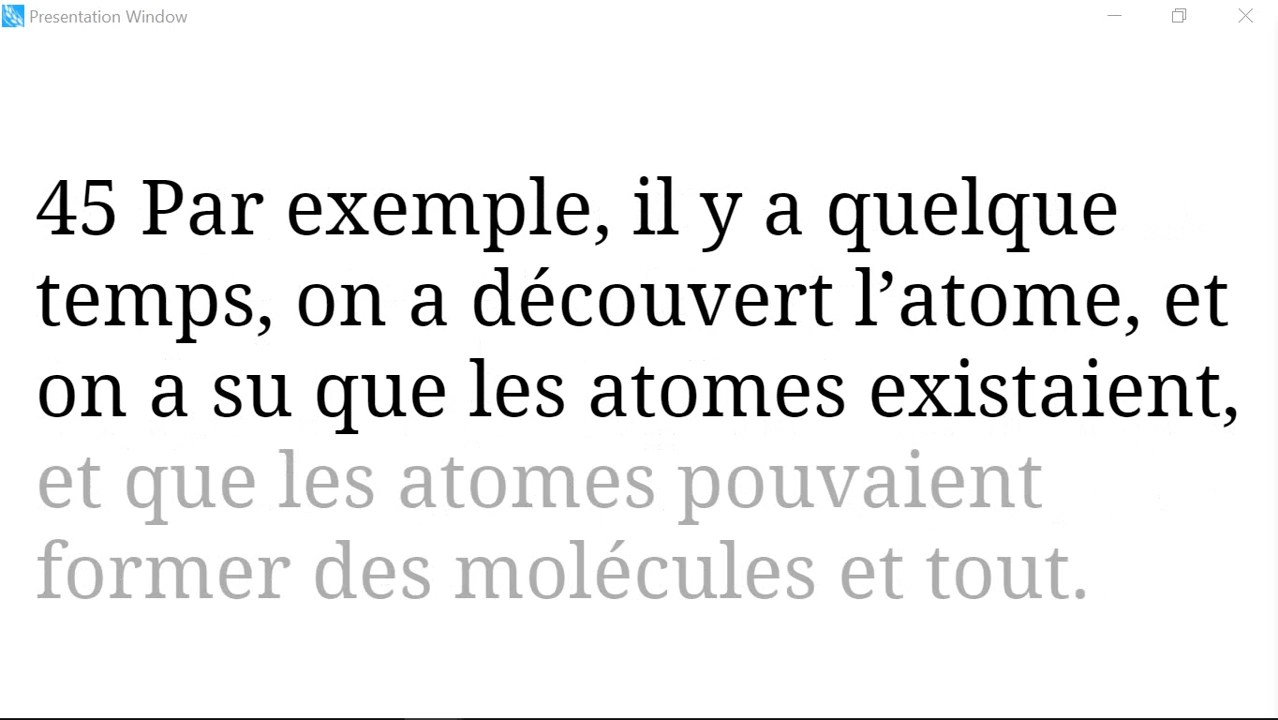 Presentation Window
45 Par exemple, il y a quelque
temps, on a découvert l’atome, et
on a su que les atomes existaient,
et que les atomes pouvaient
former des molécules et tout.